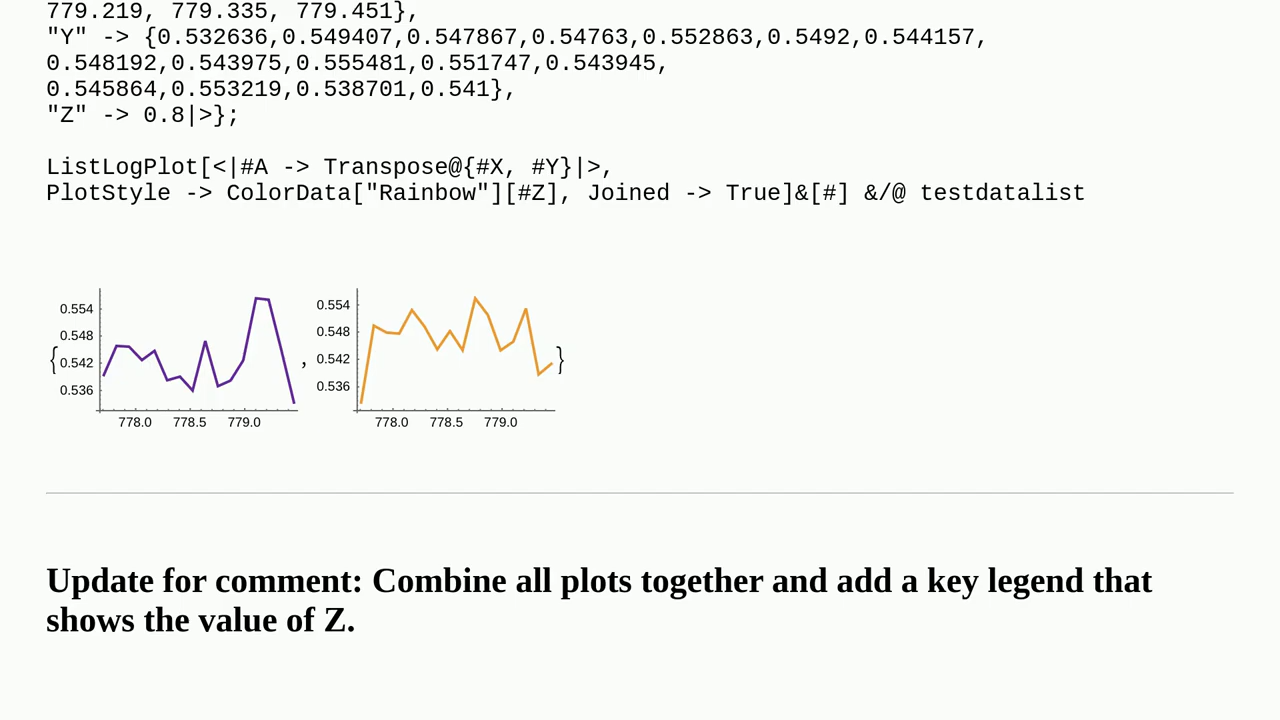 779.219, 779.335, 779.451},
"Y" -> {0.532636,0.549407,0.547867,0.54763,0.552863,0.5492,0.544157,
0.548192,0.543975,0.555481,0.551747,0.543945,
0.545864,0.553219,0.538701,0.541},
"Z" -> 0.8|>};
ListLogPlot[<|#A -> Transpose@{#X, #Y}|>,
PlotStyle -> ColorData["Rainbow"][#Z], Joined -> True]&[#] &/@ testdatalist
{
0.554
0.548
0.542
0.536
778.0 778.5 779.0
,
0.554
0.548
0.542
0.536
778.0 778.5 779.0
}
Update for comment: Combine all plots together and add a key legend that
shows the value of Z.